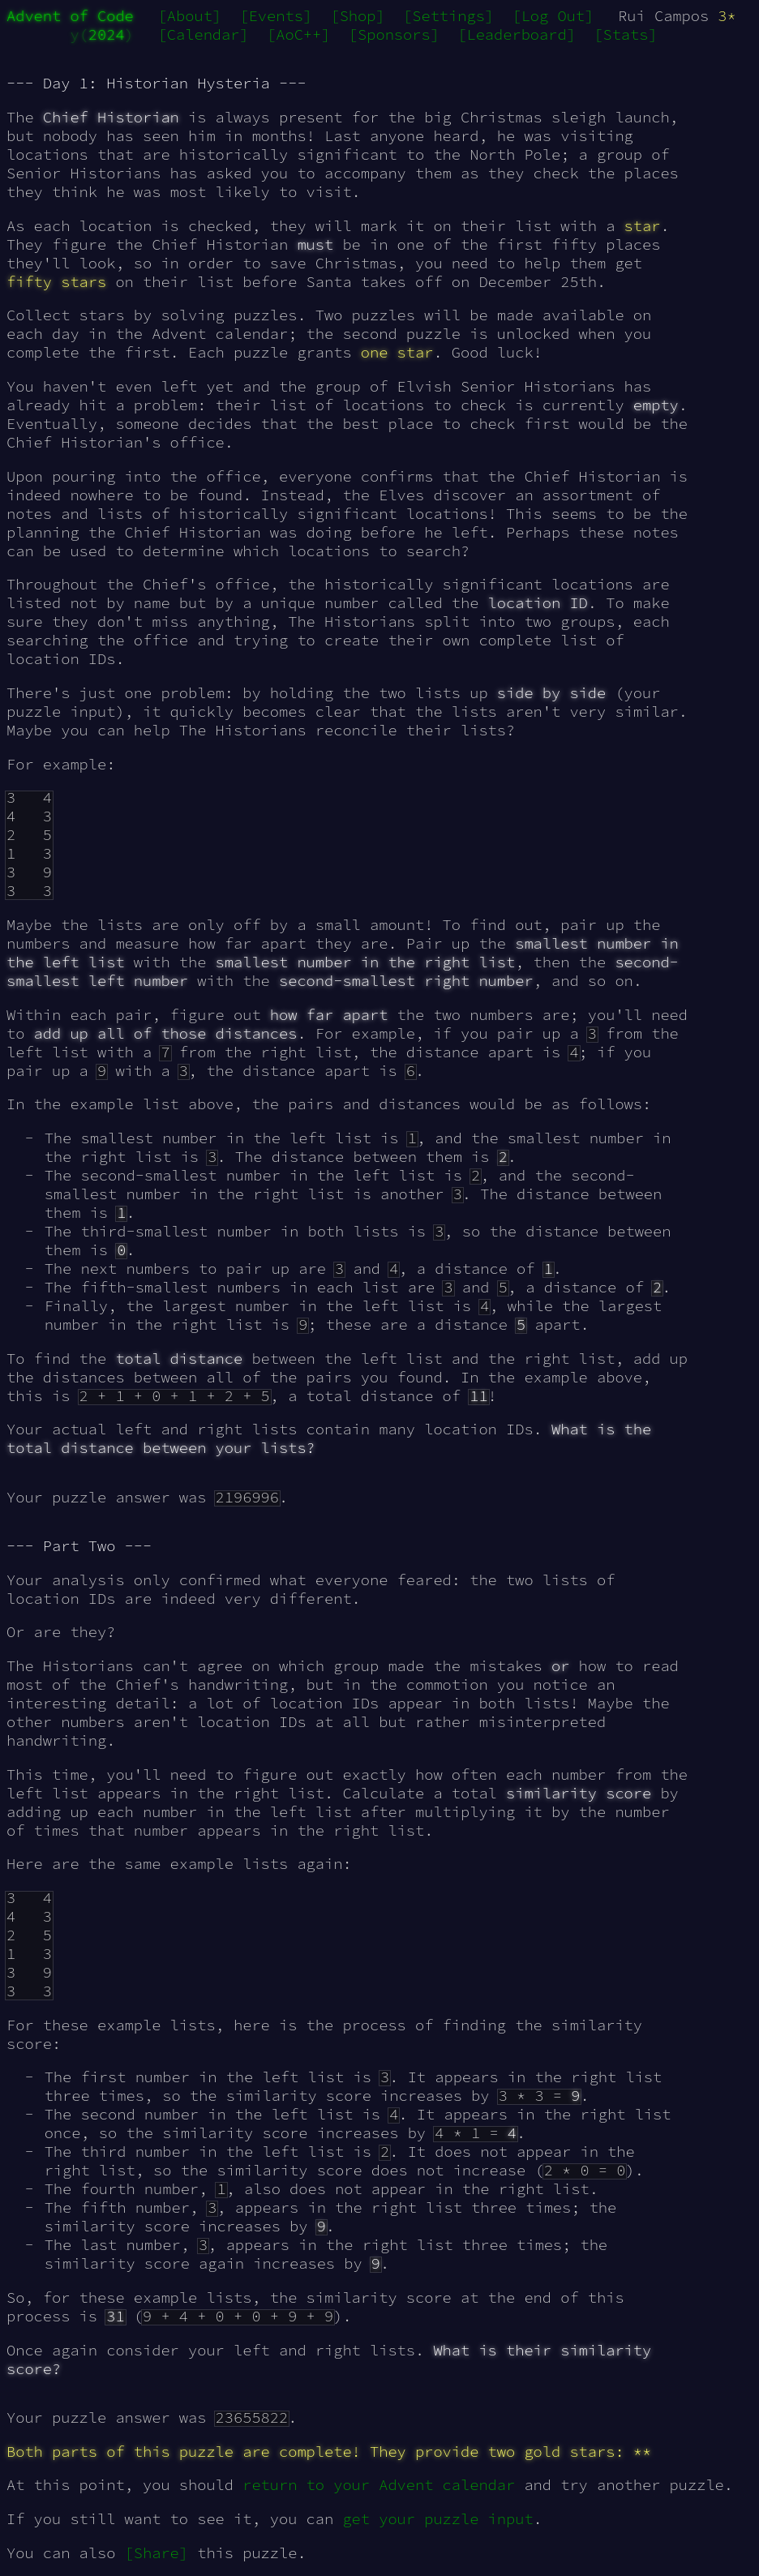 Advent of Code [About] [Events] [Shop] [Settings] [Log Out] Rui Campos 3*
y(2024) [Calendar] [AoC++] [Sponsors] [Leaderboard] [Stats]
--- Day 1: Historian Hysteria ---
The Chief Historian is always present for the big Christmas sleigh launch,
but nobody has seen him in months! Last anyone heard, he was visiting
locations that are historically significant to the North Pole; a group of
Senior Historians has asked you to accompany them as they check the places
they think he was most likely to visit.
As each location is checked, they will mark it on their list with a star.
They figure the Chief Historian must be in one of the first fifty places
they'll look, so in order to save Christmas, you need to help them get
fifty stars on their list before Santa takes off on December 25th.
Collect stars by solving puzzles. Two puzzles will be made available on
each day in the Advent calendar; the second puzzle is unlocked when you
complete the first. Each puzzle grants one star. Good luck!
You haven't even left yet and the group of Elvish Senior Historians has
already hit a problem: their list of locations to check is currently empty.
Eventually, someone decides that the best place to check first would be the
Chief Historian's office.
Upon pouring into the office, everyone confirms that the Chief Historian is
indeed nowhere to be found. Instead, the Elves discover an assortment of
notes and lists of historically significant locations! This seems to be the
planning the Chief Historian was doing before he left. Perhaps these notes
can be used to determine which locations to search?
Throughout the Chief's office, the historically significant locations are
listed not by name but by a unique number called the location ID. To make
sure they don't miss anything, The Historians split into two groups, each
searching the office and trying to create their own complete list of
location IDs.
There's just one problem: by holding the two lists up side by side (your
puzzle input), it quickly becomes clear that the lists aren't very similar.
Maybe you can help The Historians reconcile their lists?
For example:
3 4
4 3
2 5
1 3
3 9
3 3
Maybe the lists are only off by a small amount! To find out, pair up the
numbers and measure how far apart they are. Pair up the smallest number in
the left list with the smallest number in the right list, then the second-
smallest left number with the second-smallest right number, and so on.
Within each pair, figure out how far apart the two numbers are; you'll need
to add up all of those distances. For example, if you pair up a 3 from the
left list with a 7 from the right list, the distance apart is 4; if you
pair up a 9 with a 3, the distance apart is 6.
In the example list above, the pairs and distances would be as follows:
- The smallest number in the left list is 1, and the smallest number in
the right list is 3. The distance between them is 2.
- The second-smallest number in the left list is 2, and the second-
smallest number in the right list is another 3. The distance between
them is 1.
- The third-smallest number in both lists is 3, so the distance between
them is 0.
- The next numbers to pair up are 3 and 4, a distance of 1.
- The fifth-smallest numbers in each list are 3 and 5, a distance of 2.
- Finally, the largest number in the left list is 4, while the largest
number in the right list is 9; these are a distance 5 apart.
To find the total distance between the left list and the right list, add up
the distances between all of the pairs you found. In the example above,
this is 2 + 1 + 0 + 1 + 2 + 5, a total distance of 11!
Your actual left and right lists contain many location IDs. What is the
total distance between your lists?
Your puzzle answer was 2196996.
--- Part Two ---
Your analysis only confirmed what everyone feared: the two lists of
location IDs are indeed very different.
Or are they?
The Historians can't agree on which group made the mistakes or how to read
most of the Chief's handwriting, but in the commotion you notice an
interesting detail: a lot of location IDs appear in both lists! Maybe the
other numbers aren't location IDs at all but rather misinterpreted
handwriting.
This time, you'll need to figure out exactly how often each number from the
left list appears in the right list. Calculate a total similarity score by
adding up each number in the left list after multiplying it by the number
of times that number appears in the right list.
Here are the same example lists again:
3 4
4 3
2 5
1 3
3 9
3 3
For these example lists, here is the process of finding the similarity
score:
- The first number in the left list is 3. It appears in the right list
three times, so the similarity score increases by 3 * 3 = 9.
- The second number in the left list is 4. It appears in the right list
once, so the similarity score increases by 4 * 1 = 4.
- The third number in the left list is 2. It does not appear in the
right list, so the similarity score does not increase (2 * 0 = 0).
- The fourth number, 1, also does not appear in the right list.
- The fifth number, 3, appears in the right list three times; the
similarity score increases by 9.
- The last number, 3, appears in the right list three times; the
similarity score again increases by 9.
So, for these example lists, the similarity score at the end of this
process is 31 (9 + 4 + 0 + 0 + 9 + 9).
Once again consider your left and right lists. What is their similarity
score?
Your puzzle answer was 23655822.
Both parts of this puzzle are complete! They provide two gold stars: **
At this point, you should return to your Advent calendar and try another puzzle.
If you still want to see it, you can get your puzzle input.
You can also [Share] this puzzle.